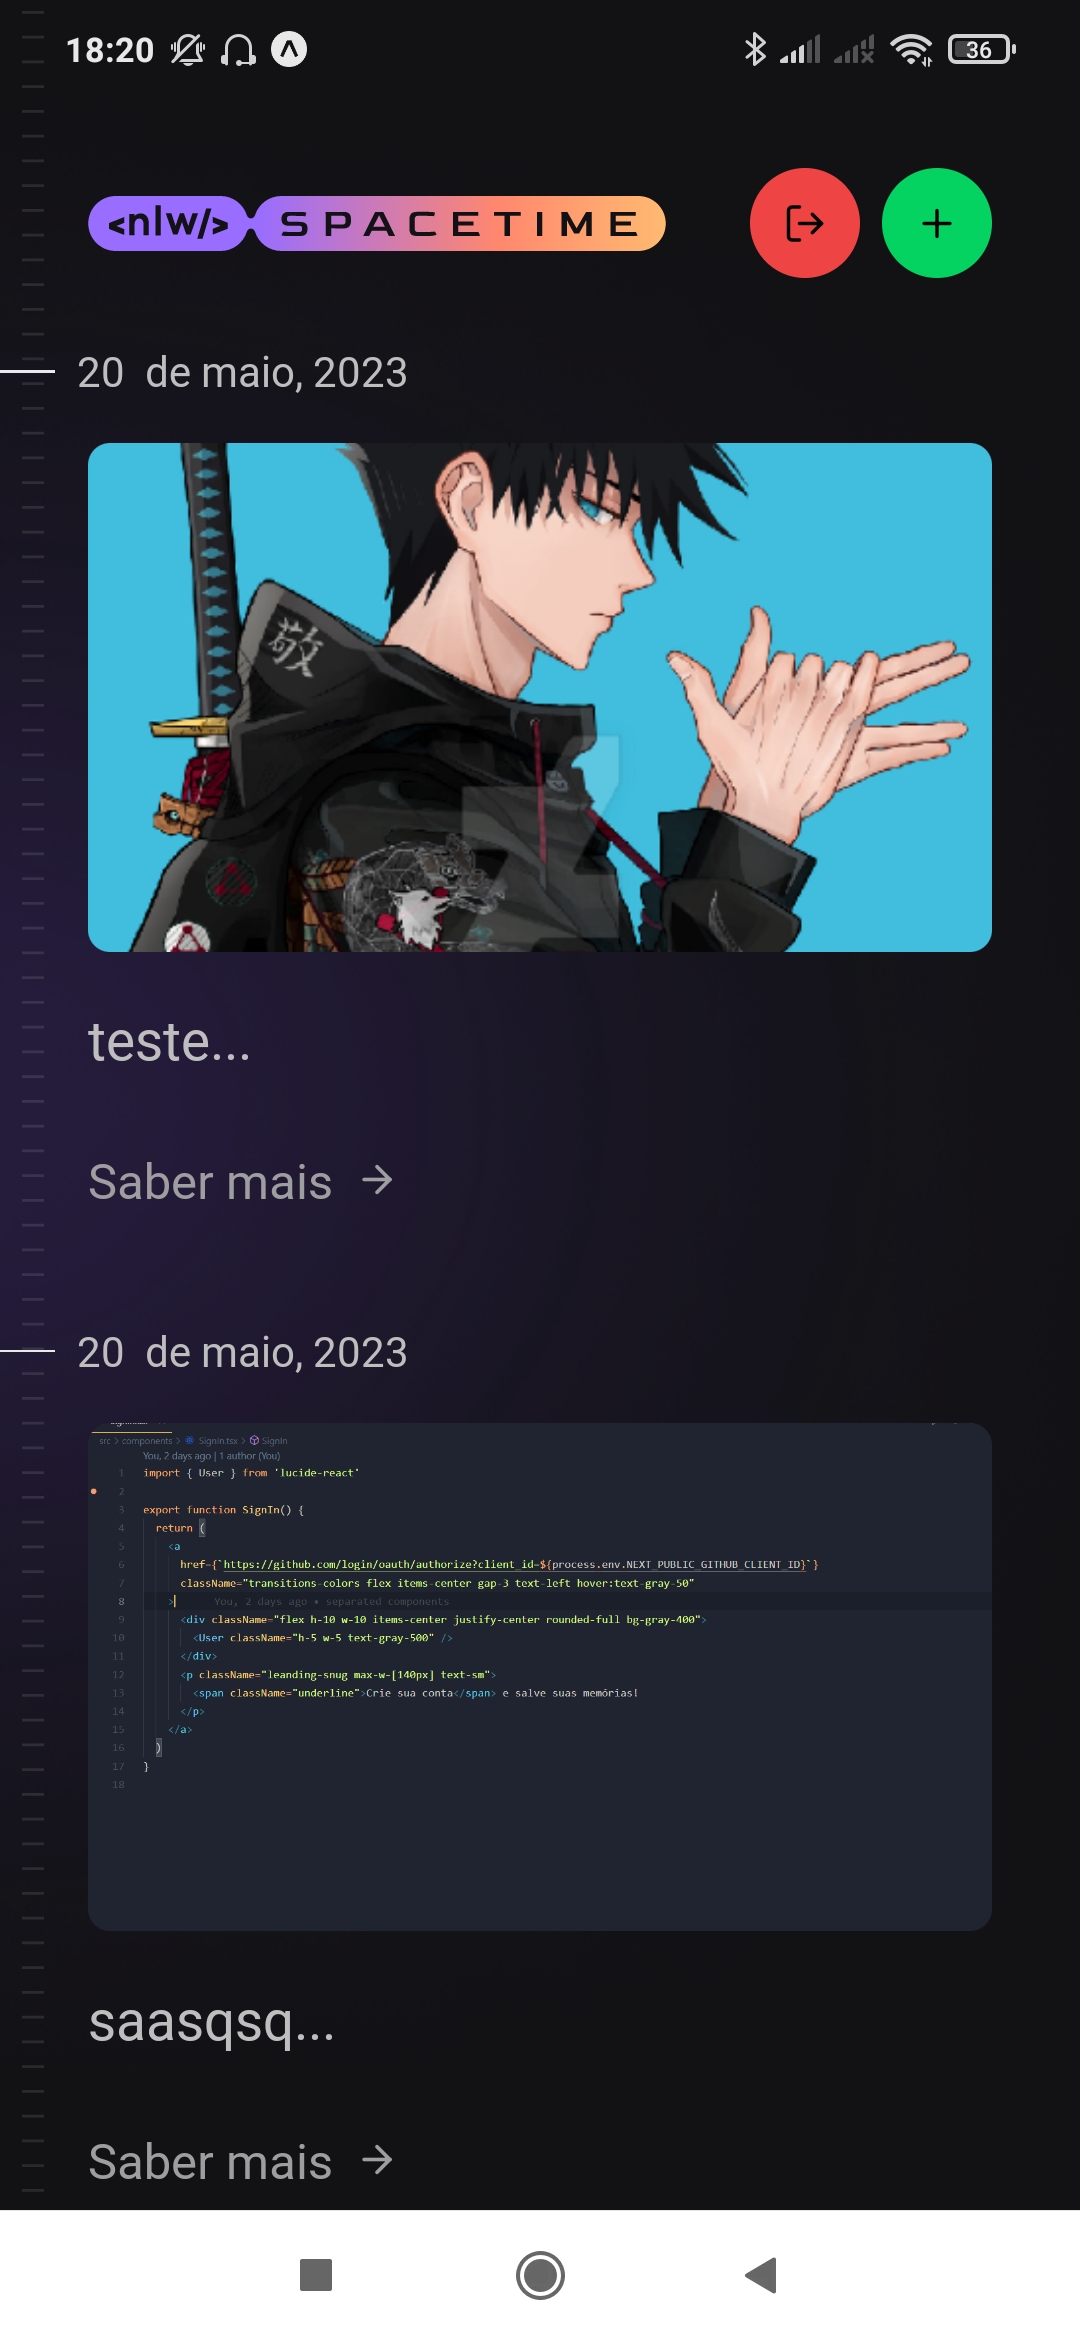 18:20
36
<nlw/> SPACETIME
20 de maio, 2023
敬
teste...
Saber mais
20 de maio, 2023
src > components > SignIn.tsx > SignIn
You, 2 days ago | 1 author (You)
1 import { User } from 'lucide-react'
2
3 export function SignIn() {
4 return (
5 <a
6 href={`https://github.com/login/oauth/authorize?client_id=${process.env.NEXT_PUBLIC_GITHUB_CLIENT_ID}`}
7 className="transitions-colors flex items-center gap-3 text-left hover:text-gray-50"
8 > You, 2 days ago • separated components
9 <div className="flex h-10 w-10 items-center justify-center rounded-full bg-gray-400">
10 <User className="h-5 w-5 text-gray-500" />
11 </div>
12 <p className="leanding-snug max-w-[140px] text-sm">
13 <span className="underline">Crie sua conta</span> e salve suas memórias!
14 </p>
15 </a>
16 )
17 }
18
saasqsq...
Saber mais